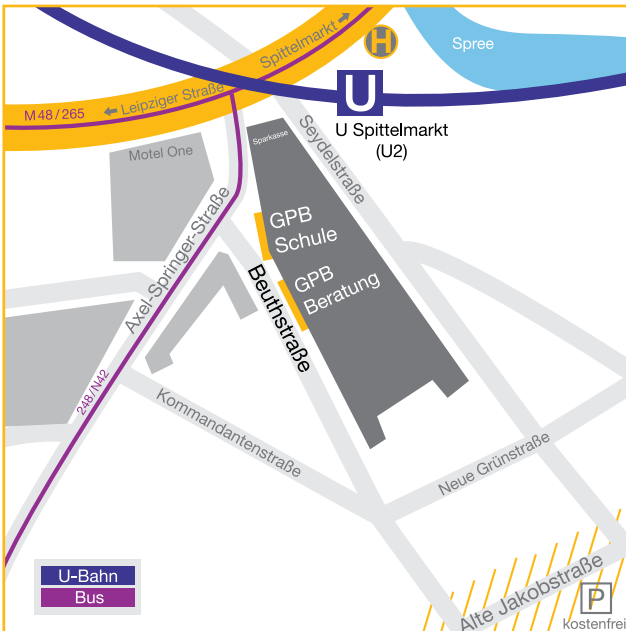 Spittelmarkt
H
Spree
M48/265
Leipziger Straße
U
U Spittelmarkt
(U2)
Sparkasse
Motel One
Seydelstraße
GPB
Schule
GPB
Beratung
Axel-Springer-Straße
Beuthstraße
248/N42
Kommandantenstraße
Neue Grünstraße
U-Bahn
Bus
Alte Jakobstraße
P
kostenfrei